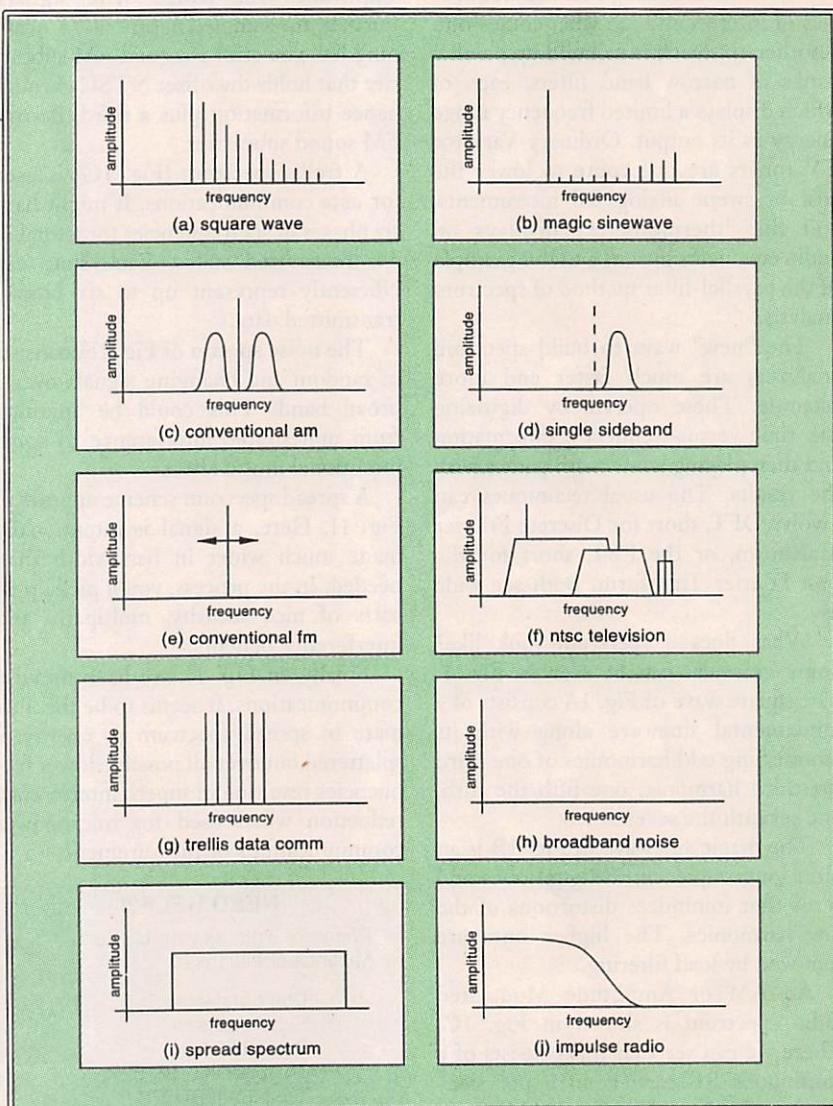 amplitude
frequency
(a) square wave
amplitude
frequency
(b) magic sinewave
amplitude
frequency
(c) conventional am
amplitude
frequency
(d) single sideband
amplitude
frequency
(e) conventional fm
amplitude
frequency
(f) ntsc television
amplitude
frequency
(g) trellis data comm
amplitude
frequency
(h) broadband noise
amplitude
frequency
(i) spread spectrum
amplitude
frequency
(j) impulse radio